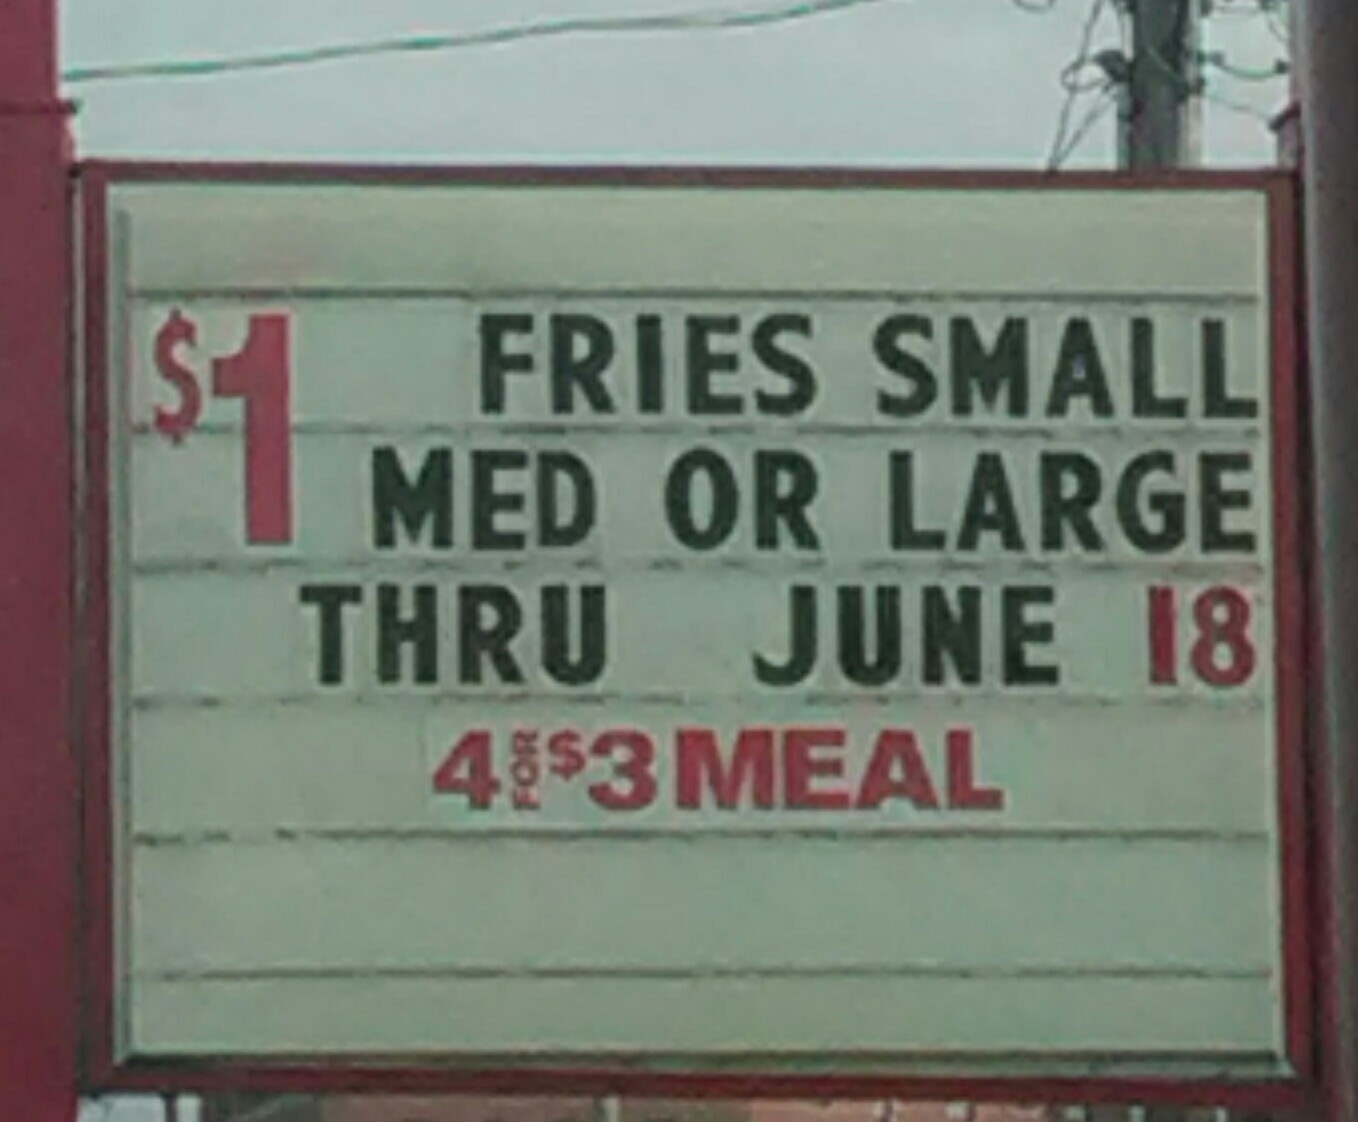 $1 FRIES SMALL
MED OR LARGE
THRU JUNE 18
4 FOR $3 MEAL